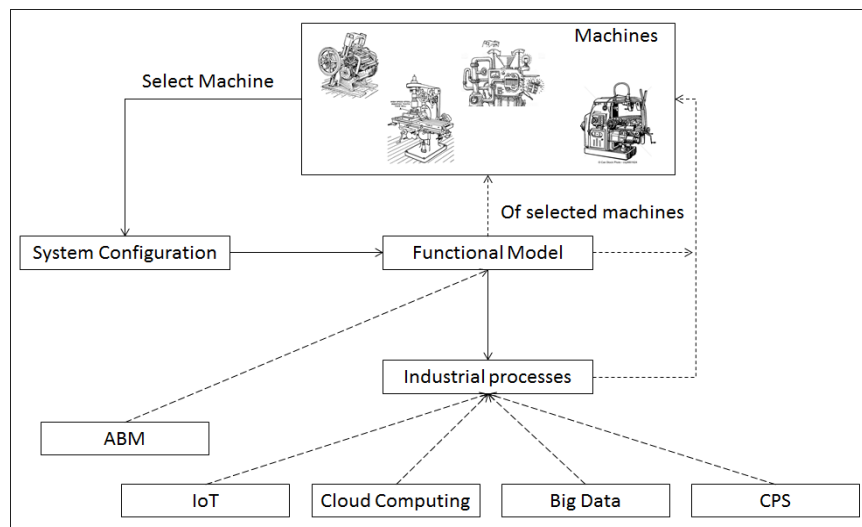 Machines
Select Machine
Of selected machines
System Configuration
Functional Model
Industrial processes
ABM
IoT
Cloud Computing
Big Data
CPS